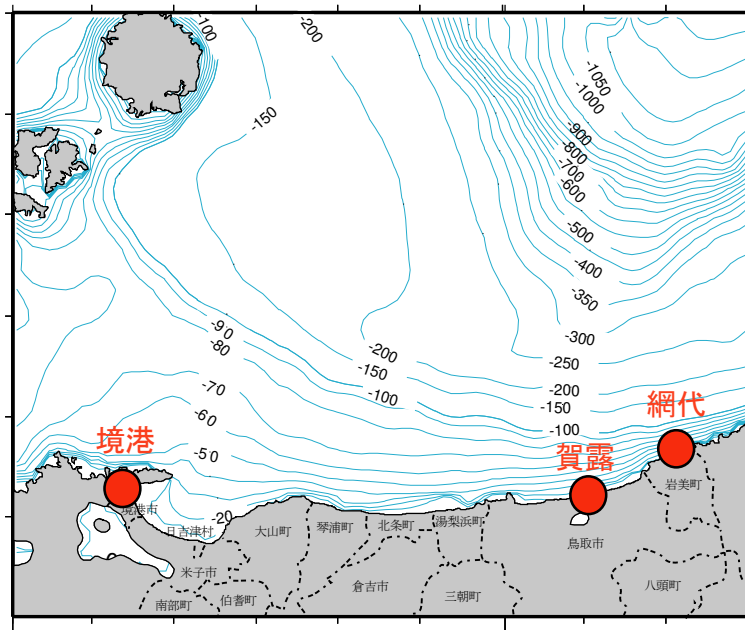 -100
-200
-150
-1050
-1000
-900
-800
-700
-600
-500
-400
-350
-300
-250
-200
-150
-100
-90
-80
-200
-150
-100
-70
-60
-50
-20
境港
賀露
網代
境港市
日吉津村
米子市
南部町
伯耆町
大山町
琴浦町
北条町
湯梨浜町
倉吉市
三朝町
鳥取市
岩美町
八頭町